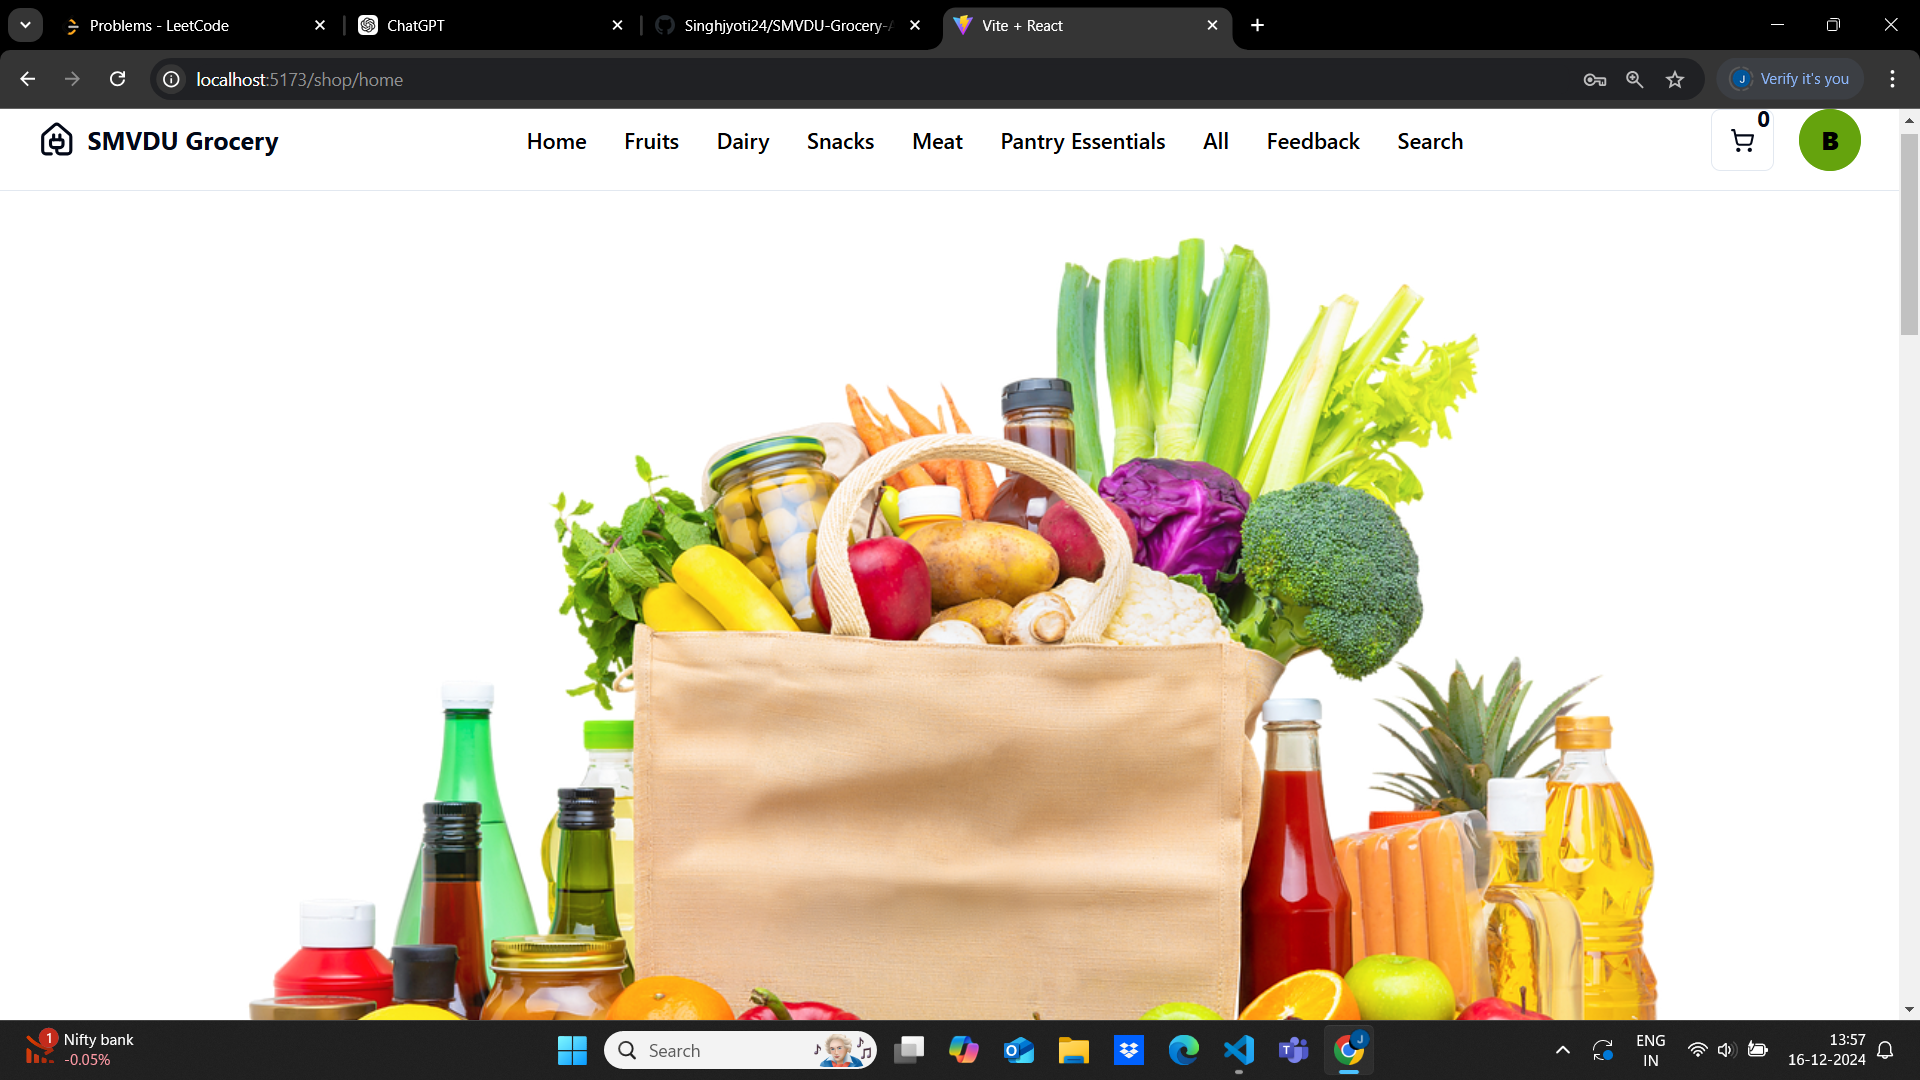 Problems - LeetCode
ChatGPT
Singhjyoti24/SMVDU-Grocery-A
Vite + React
localhost:5173/shop/home
Verify it's you
SMVDU Grocery
Home Fruits Dairy Snacks Meat Pantry Essentials All Feedback Search
0
B
1
Nifty bank
-0.05%
Search
ENG
IN
13:57
16-12-2024